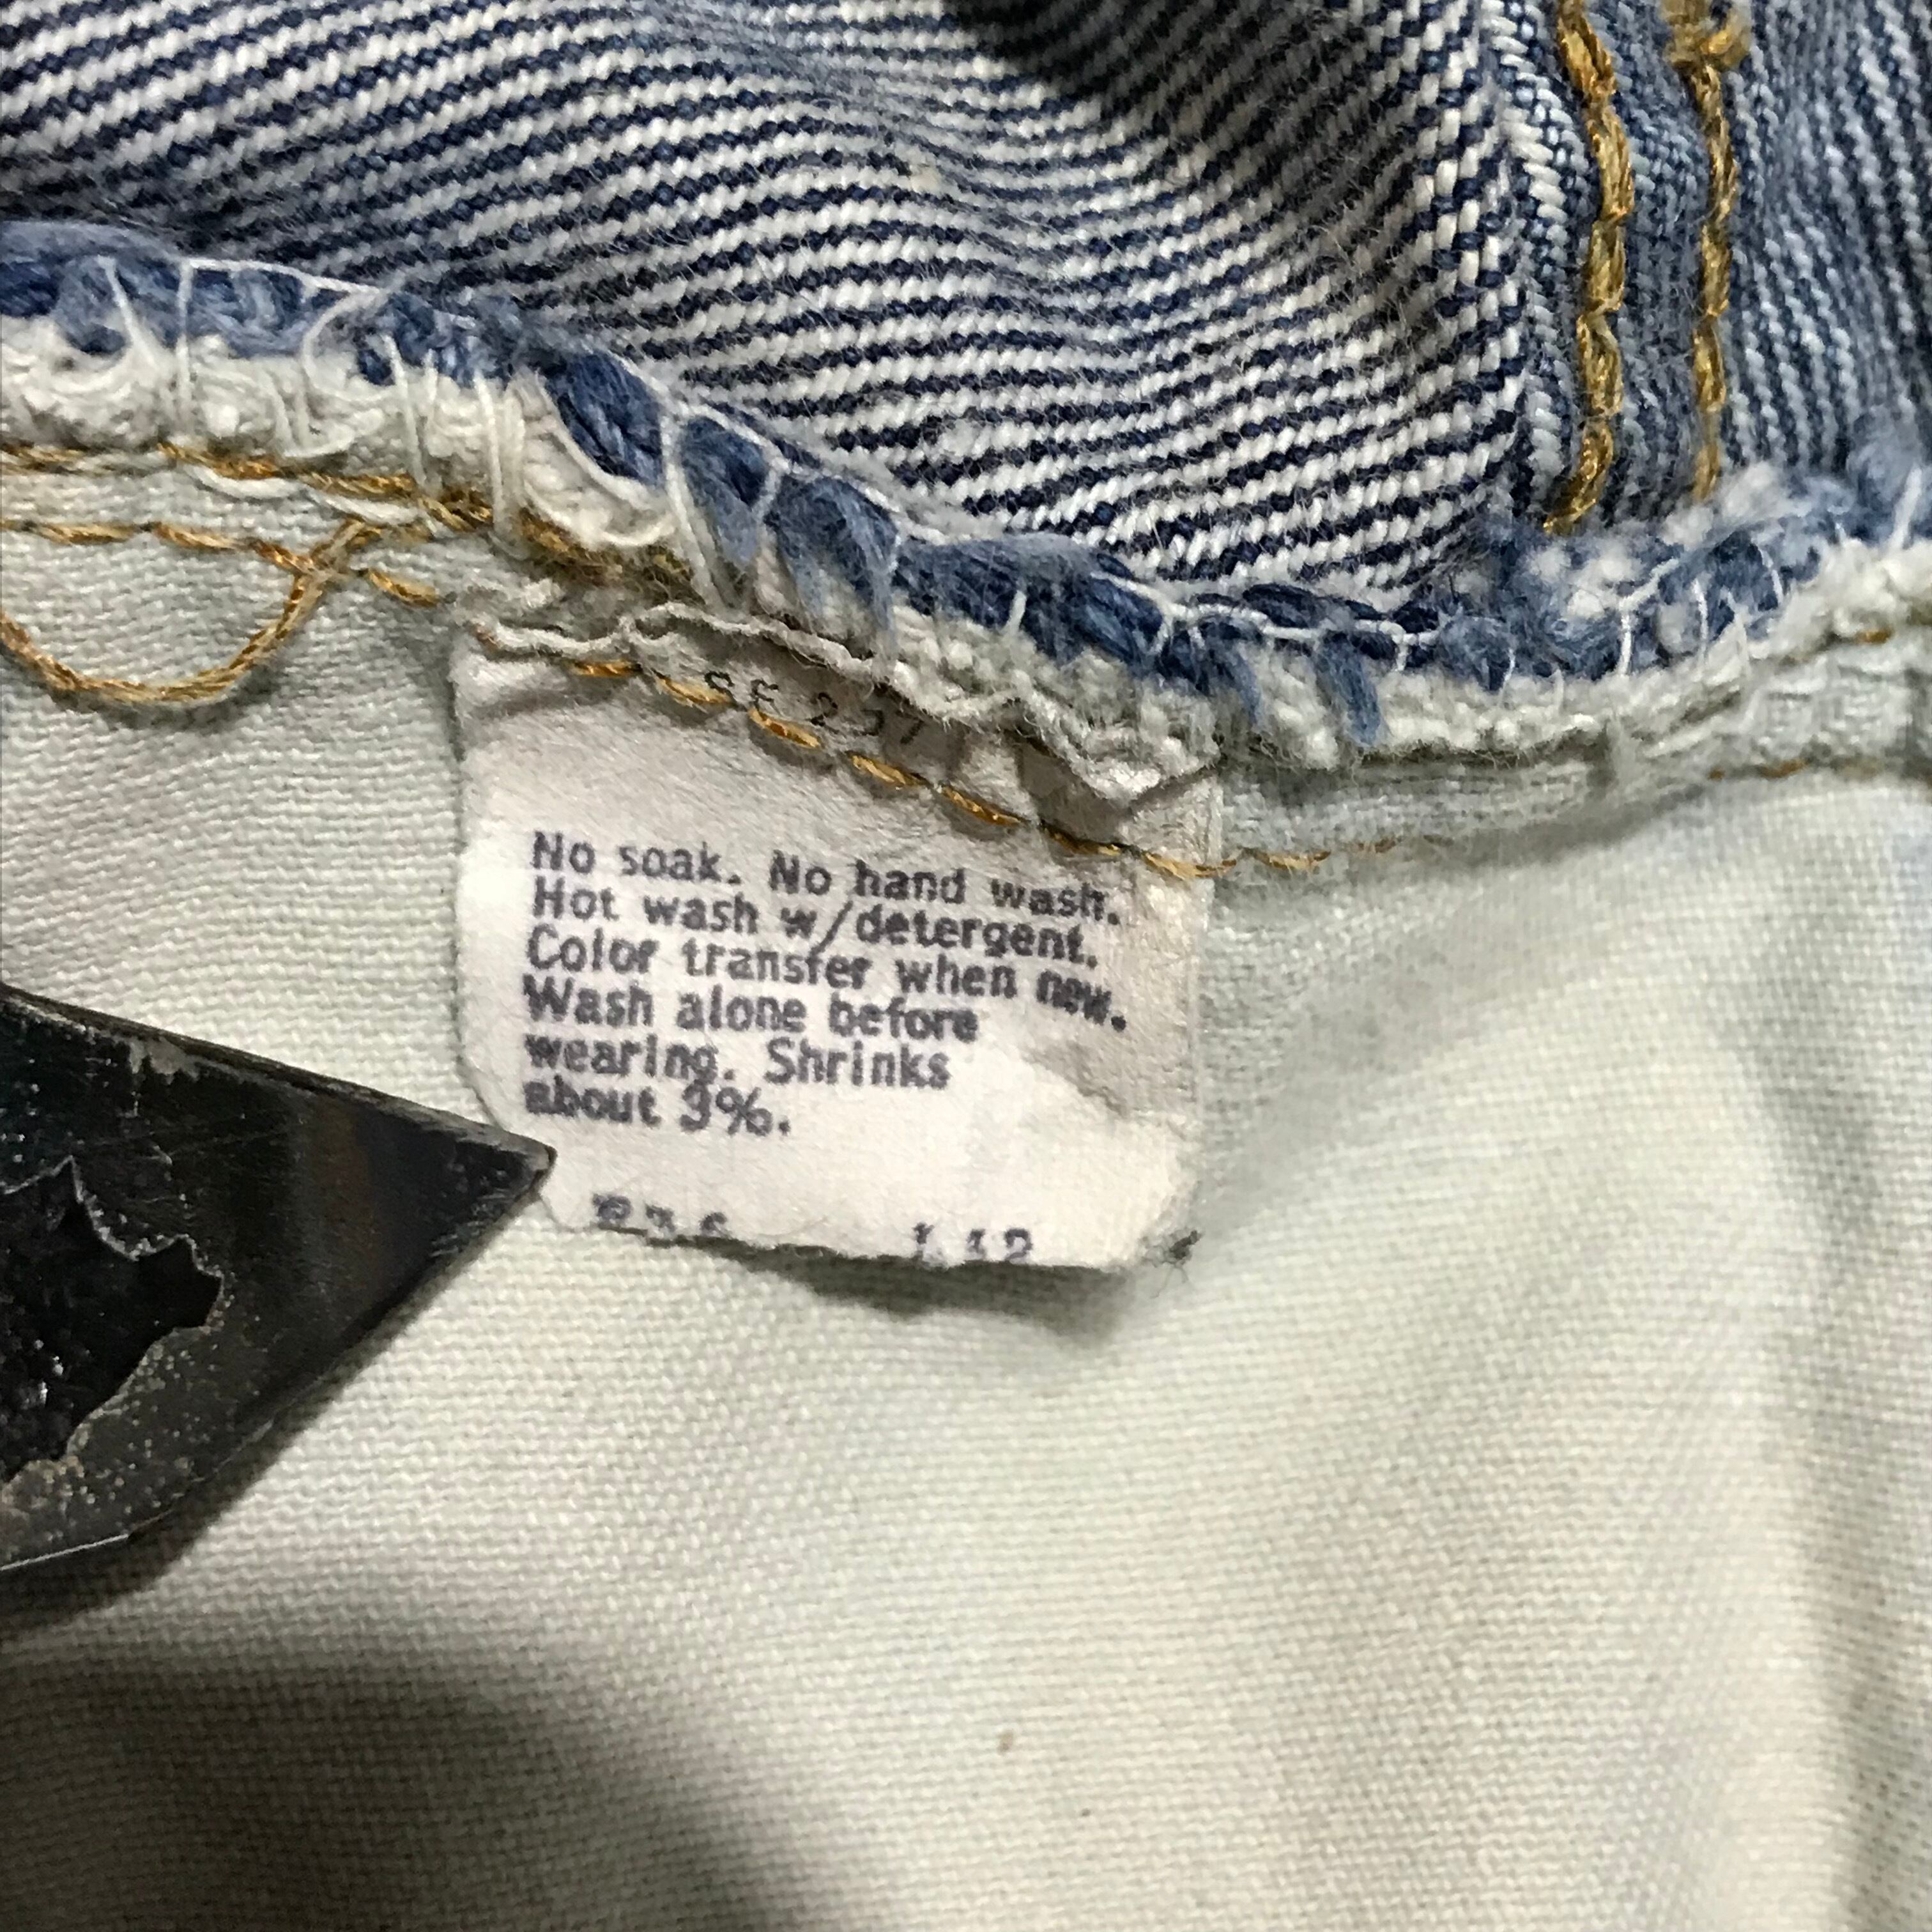 No soak. No hand wash.
Hot wash w/detergent.
Color transfer when new.
Wash alone before
wearing. Shrinks
about 3%.